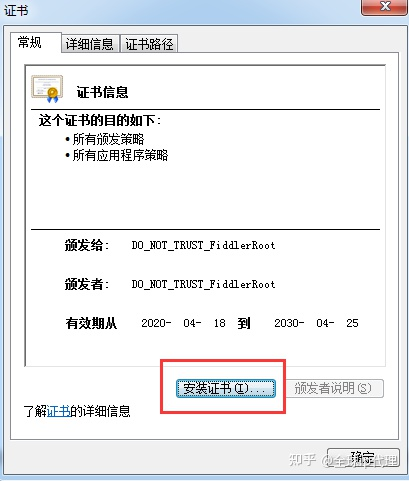 证书
常规 详细信息 证书路径
证书信息
这个证书的目的如下:
•所有颁发策略
•所有应用程序策略
颁发给: DO_NOT_TRUST_FiddlerRoot
颁发者: DO_NOT_TRUST_FiddlerRoot
有效期从 2020- 04- 18 到 2030- 04- 25
安装证书(I)... 颁发者说明(S)
了解证书的详细信息
确定